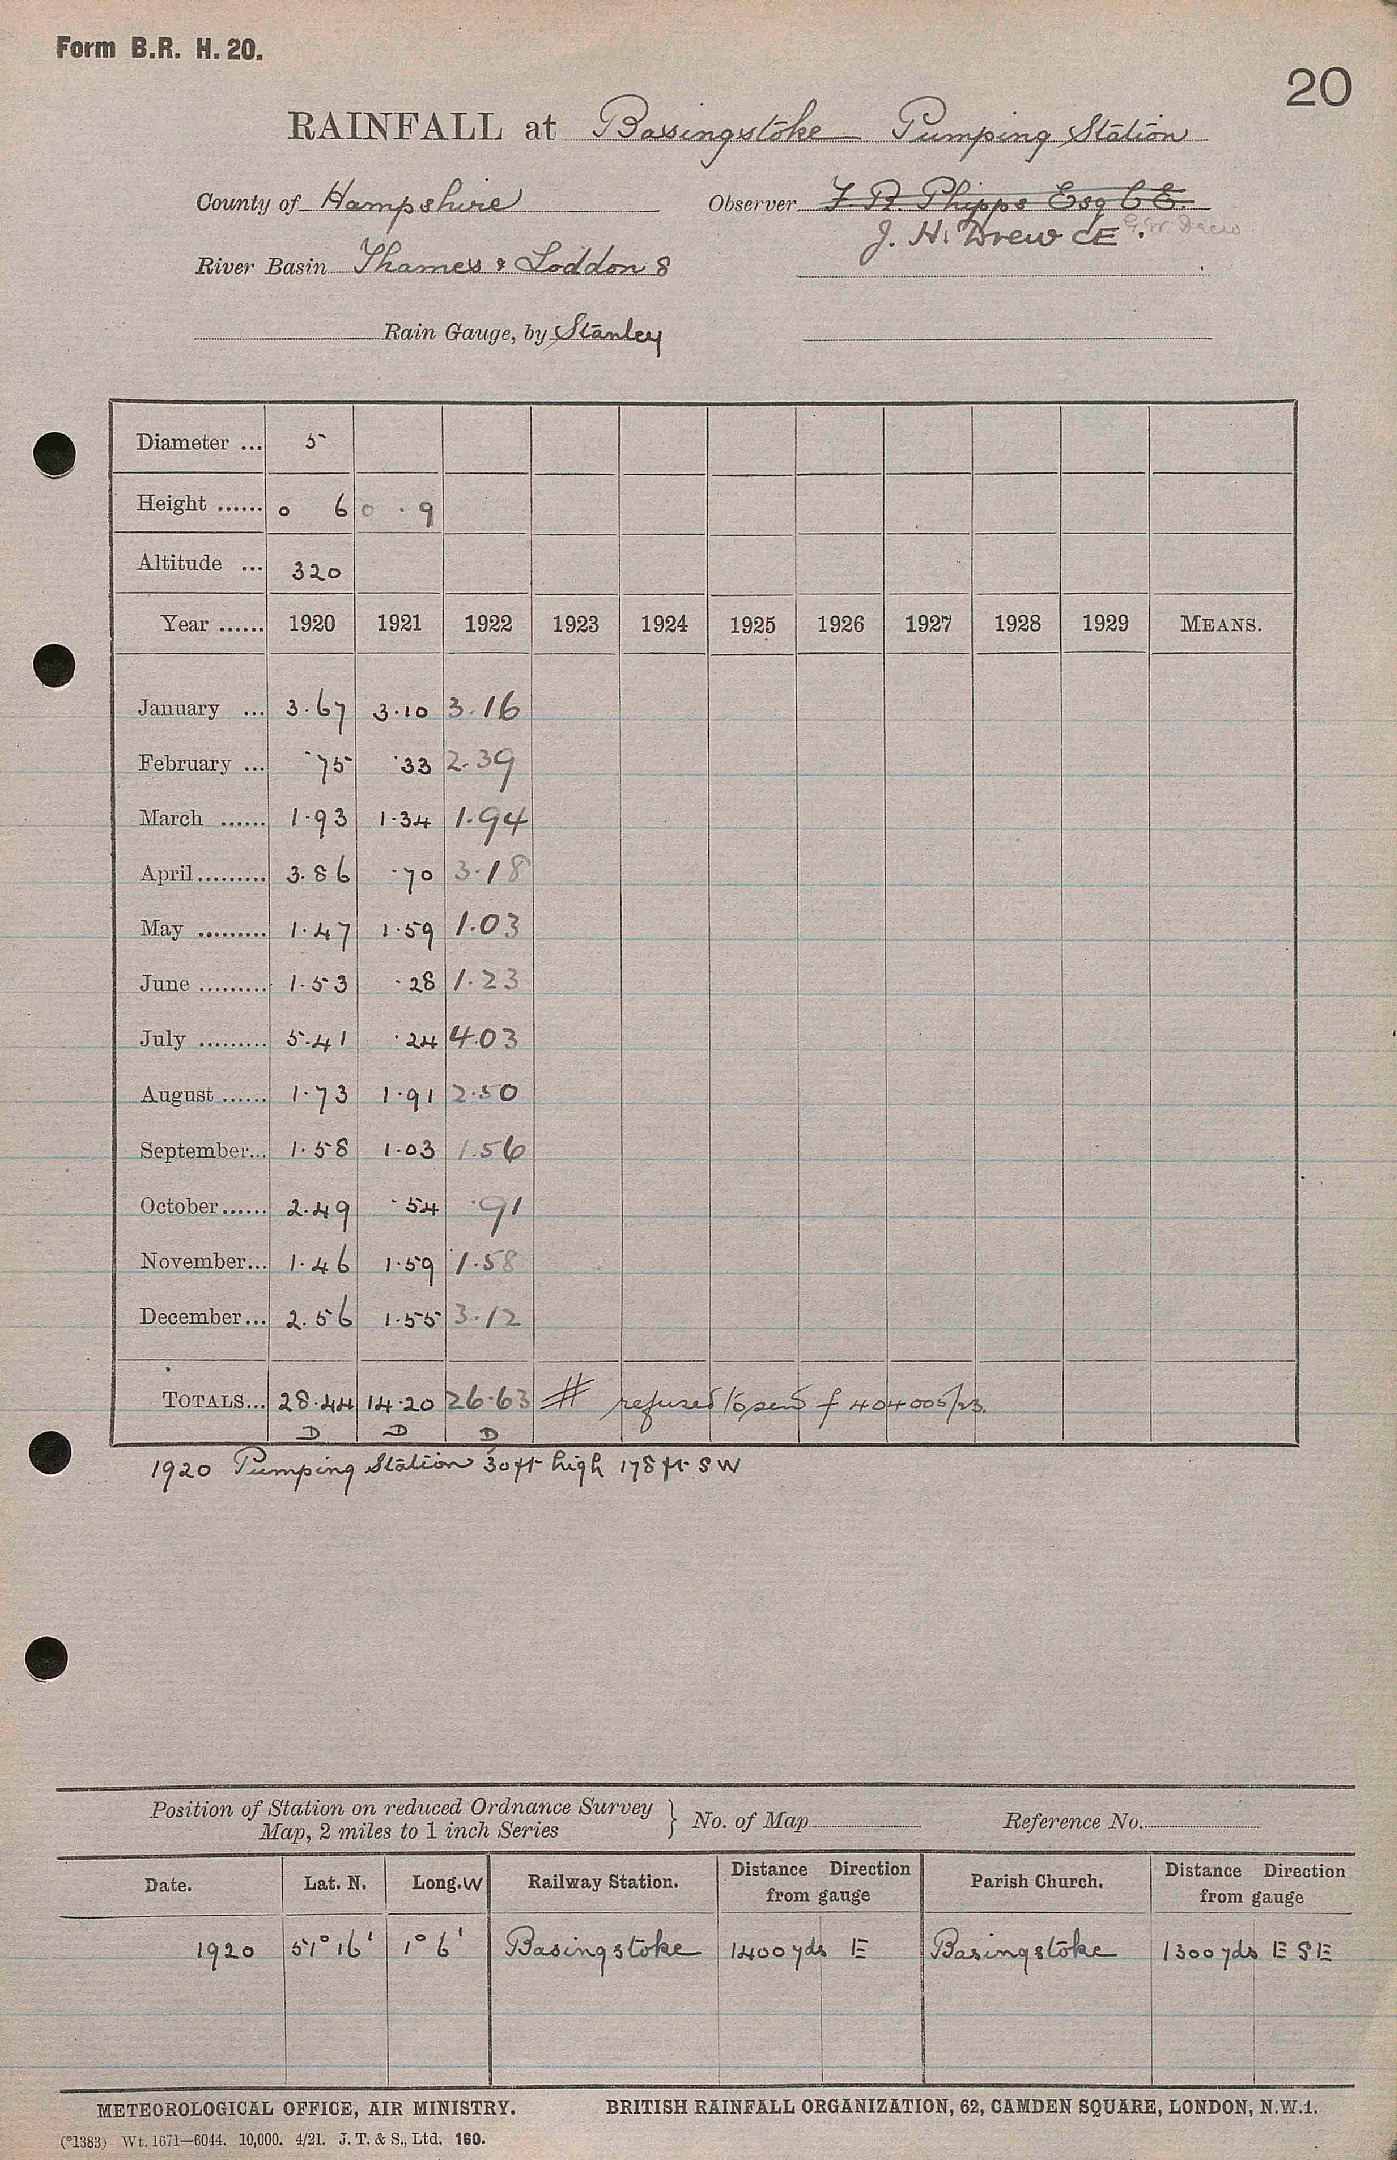 Form B.R. H. 20.
20
RAINFALL at Basingstoke Pumping Station
County of Hampshire Observer F. R. Phipps Esq C E.
J. H. Drew CE. G. W Drew
River Basin Thames & Loddon 8
Rain Gauge, by Stanley
Diameter ... 5
Height ...... 0 6 0 . 9
Altitude ... 320
Year ...... 1920 1921 1922 1923 1924 1925 1926 1927 1928 1929 MEANS.
January ... 3.67 3.10 3.16
February ... .75 .33 2.39
March ...... 1.93 1.34 1.94
April ......... 3.86 .70 3.18
May ......... 1.47 1.59 1.03
June ......... 1.53 .28 1.23
July ......... 5.41 .24 4.03
August ...... 1.73 1.91 2.50
September... 1.58 1.03 1.56
October...... 2.49 .54 .91
November... 1.46 1.59 1.58
December... 2.56 1.55 3.12
TOTALS... 28.44 14.20 26.63 # refused to send f 404005/23.
D D D
1920 Pumping Station 30ft high 178 ft SW
Position of Station on reduced Ordnance Survey
Map, 2 miles to 1 inch Series } No. of Map Reference No.
Date. Lat. N. Long. W Railway Station. Distance Direction from gauge Parish Church. Distance Direction from gauge
1920 51° 16' 1° 6' Basingstoke 1400 yds E Basingstoke 1300 yds E S E
METEOROLOGICAL OFFICE, AIR MINISTRY. BRITISH RAINFALL ORGANIZATION, 62, CAMDEN SQUARE, LONDON, N.W.1.
(*1383) Wt. 1671—6044. 10,000. 4/21. J. T. & S., Ltd. 160.